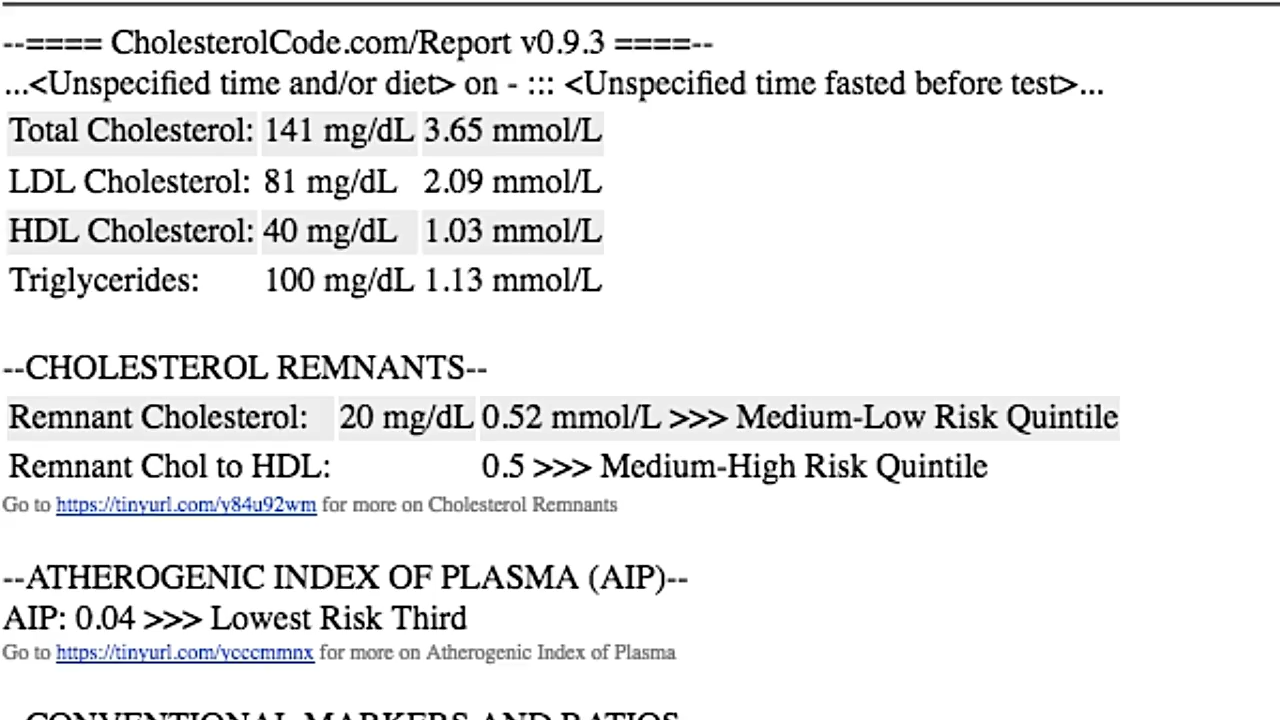 --==== CholesterolCode.com/Report v0.9.3 ====--
...<Unspecified time and/or diet> on - ::: <Unspecified time fasted before test>...
Total Cholesterol: 141 mg/dL 3.65 mmol/L
LDL Cholesterol: 81 mg/dL 2.09 mmol/L
HDL Cholesterol: 40 mg/dL 1.03 mmol/L
Triglycerides: 100 mg/dL 1.13 mmol/L
--CHOLESTEROL REMNANTS--
Remnant Cholesterol: 20 mg/dL 0.52 mmol/L >>> Medium-Low Risk Quintile
Remnant Chol to HDL: 0.5 >>> Medium-High Risk Quintile
Go to https://tinyurl.com/y84u92wm for more on Cholesterol Remnants
--ATHEROGENIC INDEX OF PLASMA (AIP)--
AIP: 0.04 >>> Lowest Risk Third
Go to https://tinyurl.com/ycccmmnx for more on Atherogenic Index of Plasma
--CONVENTIONAL MARKERS AND RATIOS--